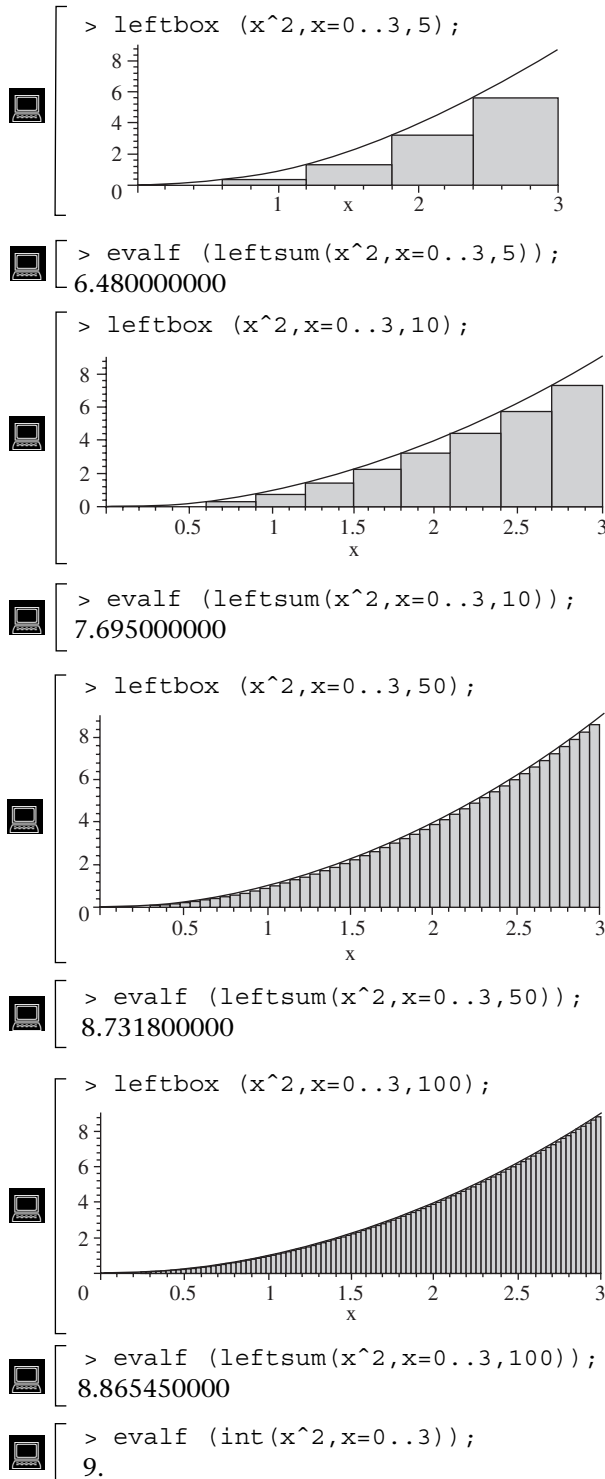 > leftbox (x^2,x=0..3,5);
8
6
4
2
0
1 2 3
x
> evalf (leftsum(x^2,x=0..3,5));
6.480000000
> leftbox (x^2,x=0..3,10);
8
6
4
2
0
0.5 1 1.5 2 2.5 3
x
> evalf (leftsum(x^2,x=0..3,10));
7.695000000
> leftbox (x^2,x=0..3,50);
8
6
4
2
0
0.5 1 1.5 2 2.5 3
x
> evalf (leftsum(x^2,x=0..3,50));
8.731800000
> leftbox (x^2,x=0..3,100);
8
6
4
2
0 0.5 1 1.5 2 2.5 3
x
> evalf (leftsum(x^2,x=0..3,100));
8.865450000
> evalf (int(x^2,x=0..3));
9.